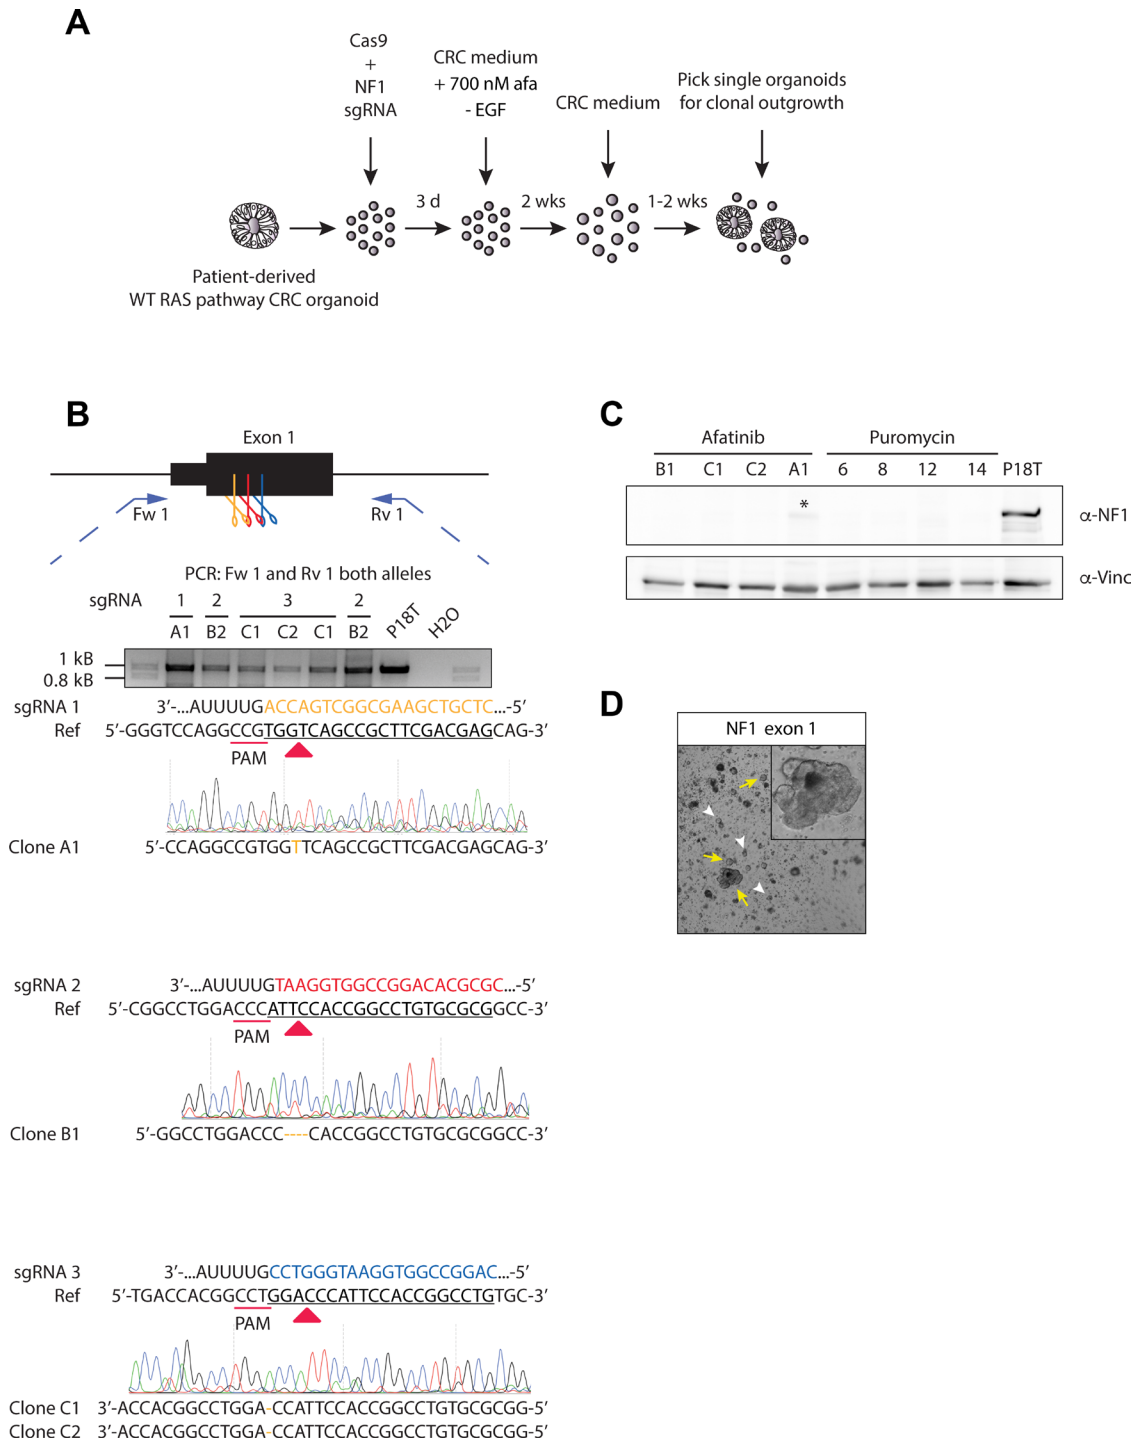 A
Cas9
+
NF1
sgRNA
CRC medium
+ 700 nM afa
- EGF
CRC medium
Pick single organoids
for clonal outgrowth
3 d
2 wks
1-2 wks
Patient-derived
WT RAS pathway CRC organoid
B
Exon 1
Fw 1
Rv 1
PCR: Fw 1 and Rv 1 both alleles
sgRNA 1 2 3 2
A1 B2 C1 C2 C1 B2 P18T H2O
1 kB
0.8 kB
sgRNA 1 3′-...AUUUUGACCAGTCGGCGAAGCTGCTC...-5′
Ref 5′-GGGTCCAGGCCGTGGTCAGCCGCTTCGACGAGCAG-3′
PAM
Clone A1 5′-CCAGGCCGTGGTTCAGCCGCTTCGACGAGCAG-3′
sgRNA 2 3′-...AUUUUGTAAGGTGGCCGGACACGCGC...-5′
Ref 5′-CGGCCTGGACCCATTCCACCGGCCTGTGCGCGGCC-3′
PAM
Clone B1 5′-GGCCTGGACCC----CACCGGCCTGTGCGCGGCC-3′
sgRNA 3 3′-...AUUUUGCCTGGGTAAGGTGGCCGGAC...-5′
Ref 5′-TGACCACGGCCTGGACCCATTCCACCGGCCTGTGC-3′
PAM
Clone C1 3′-ACCACGGCCTGGA-CCATTCCACCGGCCTGTGCGCGG-5′
Clone C2 3′-ACCACGGCCTGGA-CCATTCCACCGGCCTGTGCGCGG-5′
C
Afatinib Puromycin
B1 C1 C2 A1 6 8 12 14 P18T
*
α-NF1
α-Vinc
D
NF1 exon 1